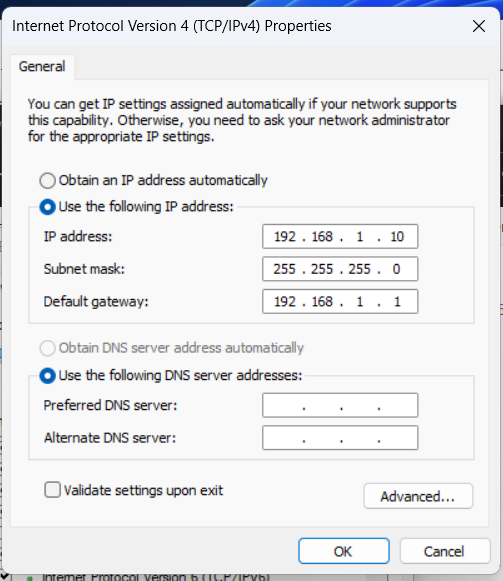 Internet Protocol Version 4 (TCP/IPv4) Properties
General
You can get IP settings assigned automatically if your network supports
this capability. Otherwise, you need to ask your network administrator
for the appropriate IP settings.
Obtain an IP address automatically
Use the following IP address:
IP address: 192 . 168 . 1 . 10
Subnet mask: 255 . 255 . 255 . 0
Default gateway: 192 . 168 . 1 . 1
Obtain DNS server address automatically
Use the following DNS server addresses:
Preferred DNS server: . . .
Alternate DNS server: . . .
Validate settings upon exit
Advanced...
OK Cancel
Internet Protocol Version 6 (TCP/IPv6)